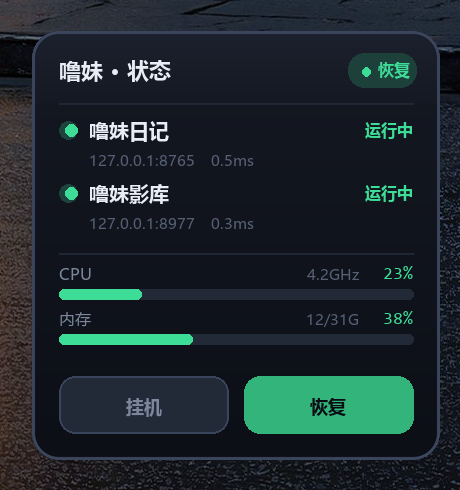 噜妹 • 状态 ● 恢复
噜妹日记 运行中
127.0.0.1:8765 0.5ms
噜妹影库 运行中
127.0.0.1:8977 0.3ms
CPU 4.2GHz 23%
内存 12/31G 38%
挂机 恢复